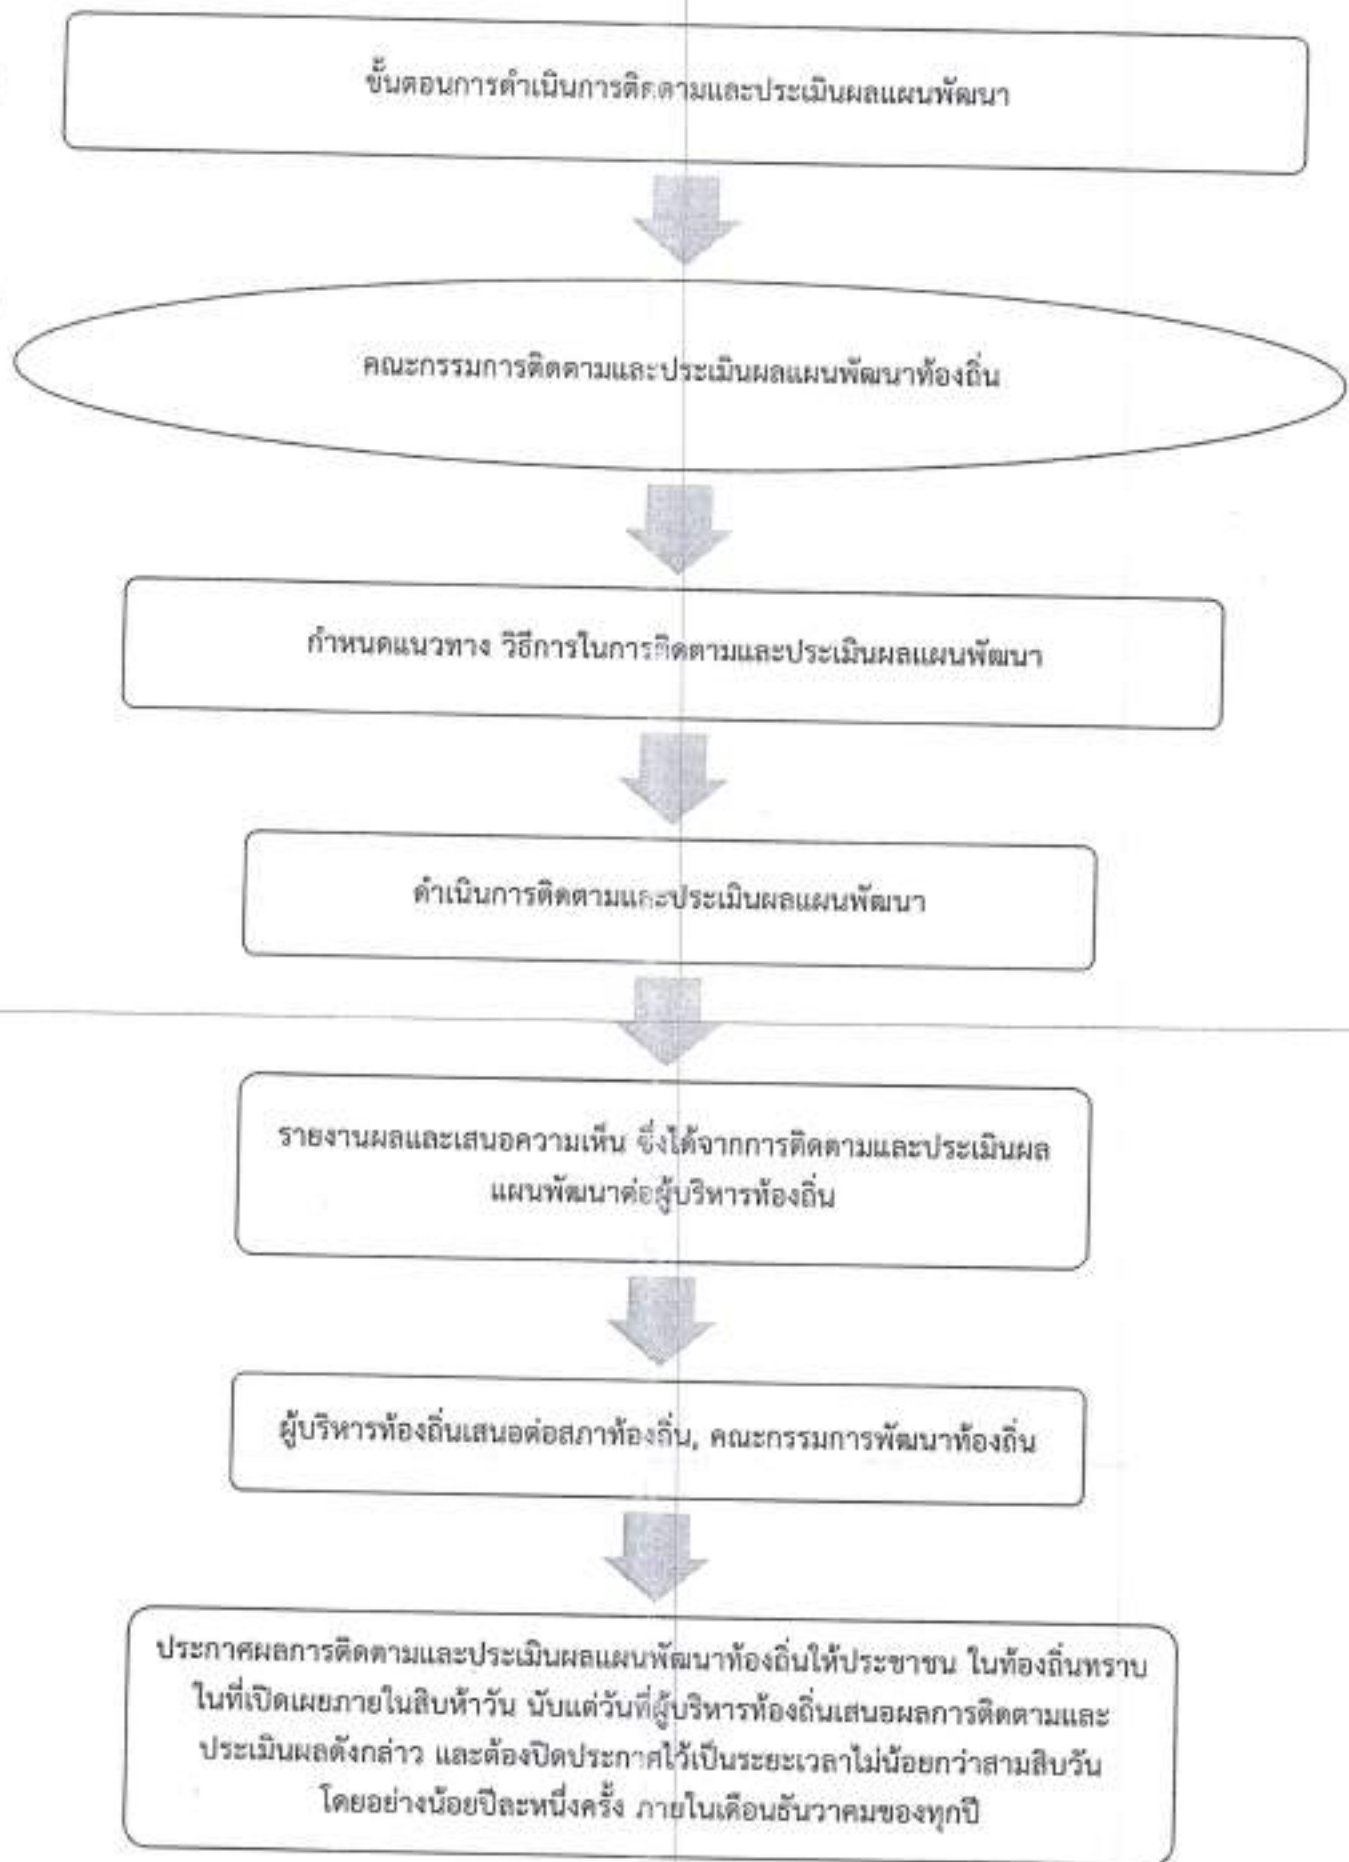 ขั้นตอนการดำเนินการติดตามและประเมินผลแผนพัฒนา
คณะกรรมการติดตามและประเมินผลแผนพัฒนาท้องถิ่น
กำหนดแนวทาง วิธีการในการติดตามและประเมินผลแผนพัฒนา
ดำเนินการติดตามและประเมินผลแผนพัฒนา
รายงานผลและเสนอความเห็น ซึ่งได้จากการติดตามและประเมินผล
แผนพัฒนาต่อผู้บริหารท้องถิ่น
ผู้บริหารท้องถิ่นเสนอต่อสภาท้องถิ่น, คณะกรรมการพัฒนาท้องถิ่น
ประกาศผลการติดตามและประเมินผลแผนพัฒนาท้องถิ่นให้ประชาชน ในท้องถิ่นทราบ
ในที่เปิดเผยภายในสิบห้าวัน นับแต่วันที่ผู้บริหารท้องถิ่นเสนอผลการติดตามและ
ประเมินผลดังกล่าว และต้องปิดประกาศไว้เป็นระยะเวลาไม่น้อยกว่าสามสิบวัน
โดยอย่างน้อยปีละหนึ่งครั้ง ภายในเดือนธันวาคมของทุกปี